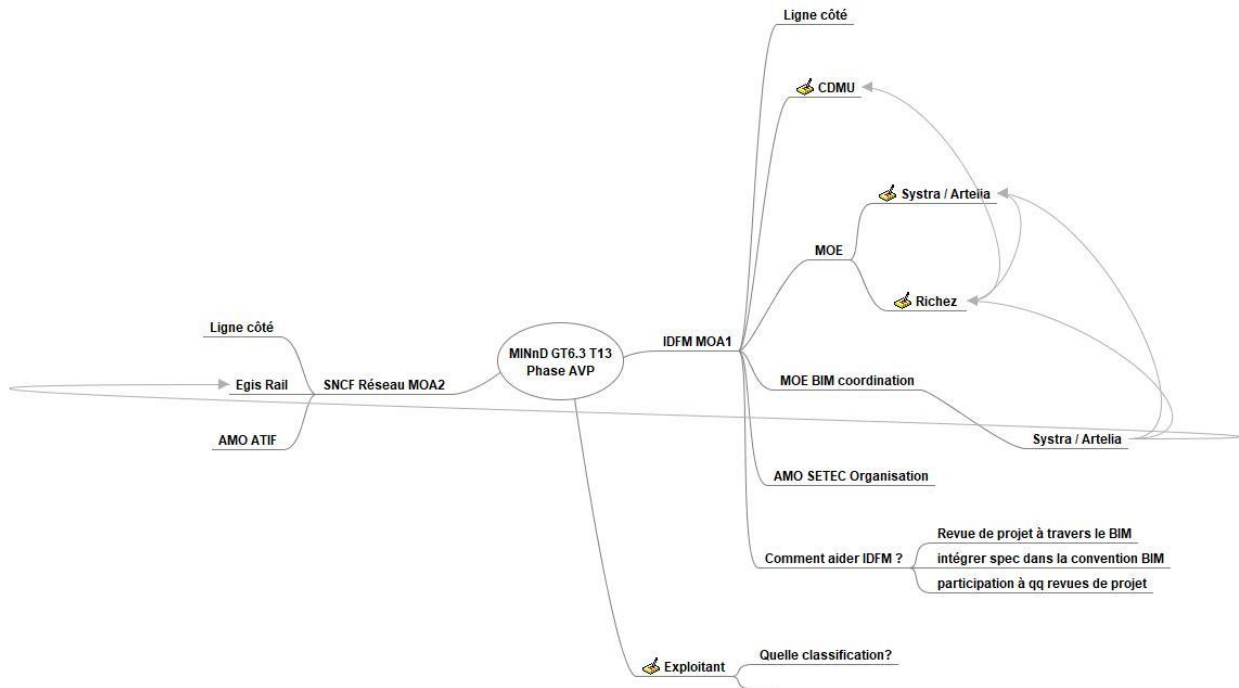 Ligne côté
CDMU
Systra / Artelia
MOE
Richez
Ligne côté
MINnD GT6.3 T13
Phase AVP
IDFM MOA1
Egis Rail
SNCF Réseau MOA2
MOE BIM coordination
AMO ATIF
Systra / Artelia
AMO SETEC Organisation
Revue de projet à travers le BIM
Comment aider IDFM ?
intégrer spec dans la convention BIM
participation à qq revues de projet
Quelle classification?
Exploitant